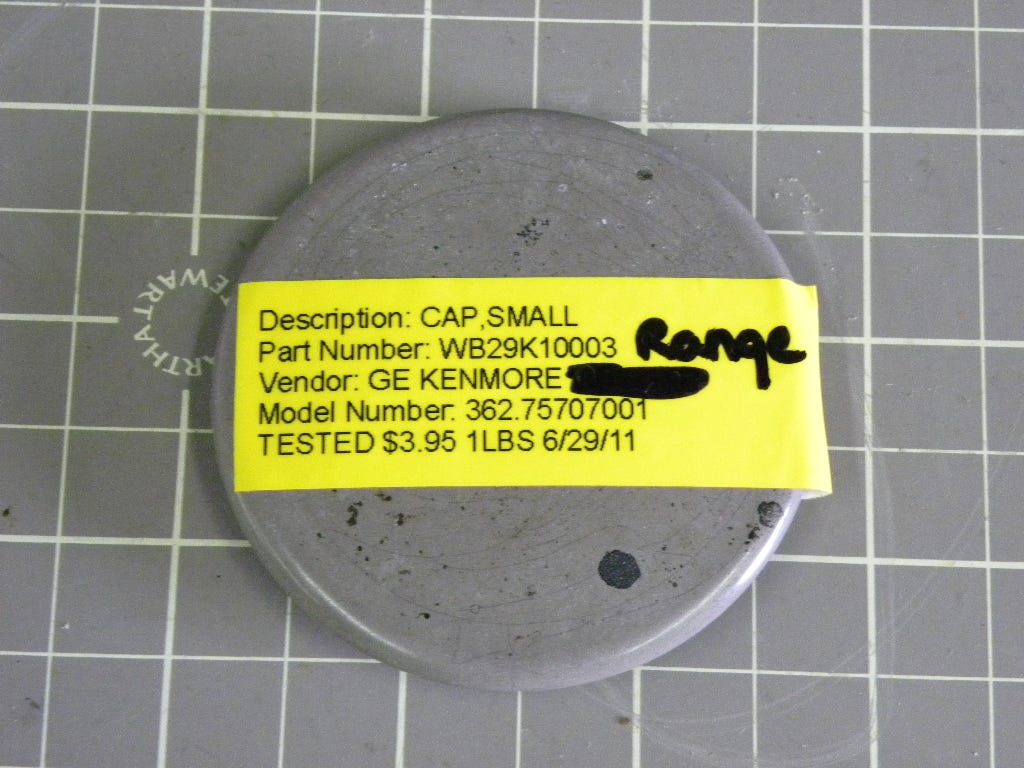 Description: CAP,SMALL
Part Number: WB29K10003 Range
Vendor: GE KENMORE
Model Number: 362.75707001
TESTED $3.95 1LBS 6/29/11